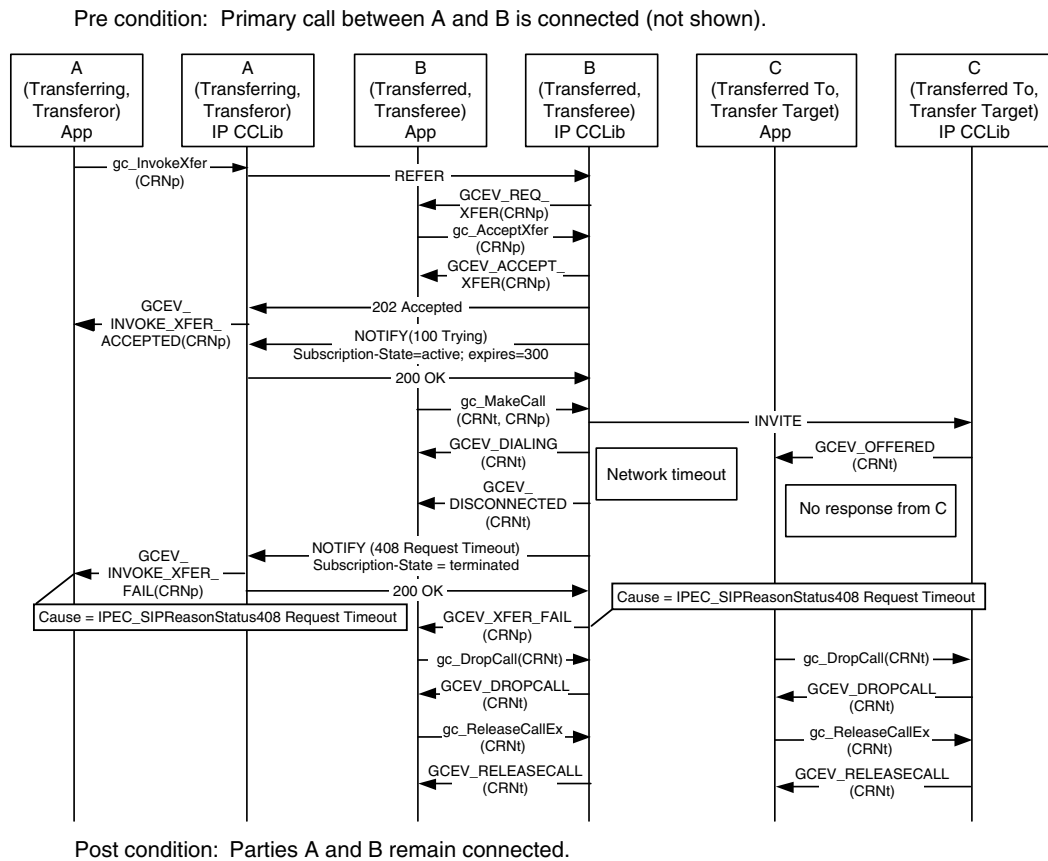 Pre condition:  Primary call between A and B is connected (not shown).
A
(Transferring,
Transferor)
App
A
(Transferring,
Transferor)
IP CCLib
B
(Transferred,
Transferee)
App
B
(Transferred,
Transferee)
IP CCLib
C
(Transferred To,
Transfer Target)
App
C
(Transferred To,
Transfer Target)
IP CCLib
gc_InvokeXfer
(CRNp)
REFER
GCEV_REQ_
XFER(CRNp)
gc_AcceptXfer
(CRNp)
GCEV_ACCEPT_
XFER(CRNp)
202 Accepted
GCEV_
INVOKE_XFER_
ACCEPTED(CRNp)
NOTIFY(100 Trying)
Subscription-State=active; expires=300
200 OK
gc_MakeCall
(CRNt, CRNp)
INVITE
GCEV_DIALING
(CRNt)
GCEV_OFFERED
(CRNt)
Network timeout
GCEV_
DISCONNECTED
(CRNt)
No response from C
NOTIFY (408 Request Timeout)
Subscription-State = terminated
GCEV_
INVOKE_XFER_
FAIL(CRNp)
200 OK
Cause = IPEC_SIPReasonStatus408 Request Timeout
Cause = IPEC_SIPReasonStatus408 Request Timeout
GCEV_XFER_FAIL
(CRNp)
gc_DropCall(CRNt)
gc_DropCall(CRNt)
GCEV_DROPCALL
(CRNt)
GCEV_DROPCALL
(CRNt)
gc_ReleaseCallEx
(CRNt)
gc_ReleaseCallEx
(CRNt)
GCEV_RELEASECALL
(CRNt)
GCEV_RELEASECALL
(CRNt)
Post condition:  Parties A and B remain connected.